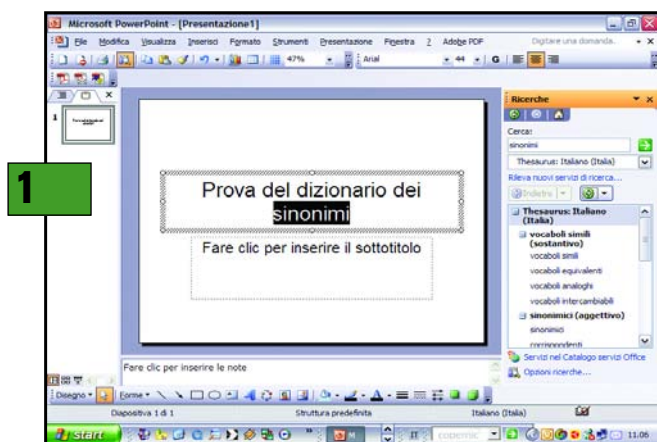 Microsoft PowerPoint - [Presentazione1]
File Modifica Visualizza Inserisci Formato Strumenti Presentazione Finestra ? Adobe PDF Digitare una domanda.
47% Arial 44 G
Ricerche
Cerca:
sinonimi
Thesaurus: Italiano (Italia)
Rileva nuovi servizi di ricerca...
Indietro
Thesaurus: Italiano
(Italia)
vocaboli simili
(sostantivo)
vocaboli simili
vocaboli equivalenti
vocaboli analoghi
vocaboli intercambiabili
sinonimici (aggettivo)
sinonimici
corrispondenti
Servizi nel Catalogo servizi Office
Opzioni ricerche...
1
1
Prova del dizionario dei
sinonimi
Fare clic per inserire il sottotitolo
Fare clic per inserire le note
Disegno Forme
Diapositiva 1 di 1 Struttura predefinita Italiano (Italia)
start M IT copernic 11.06